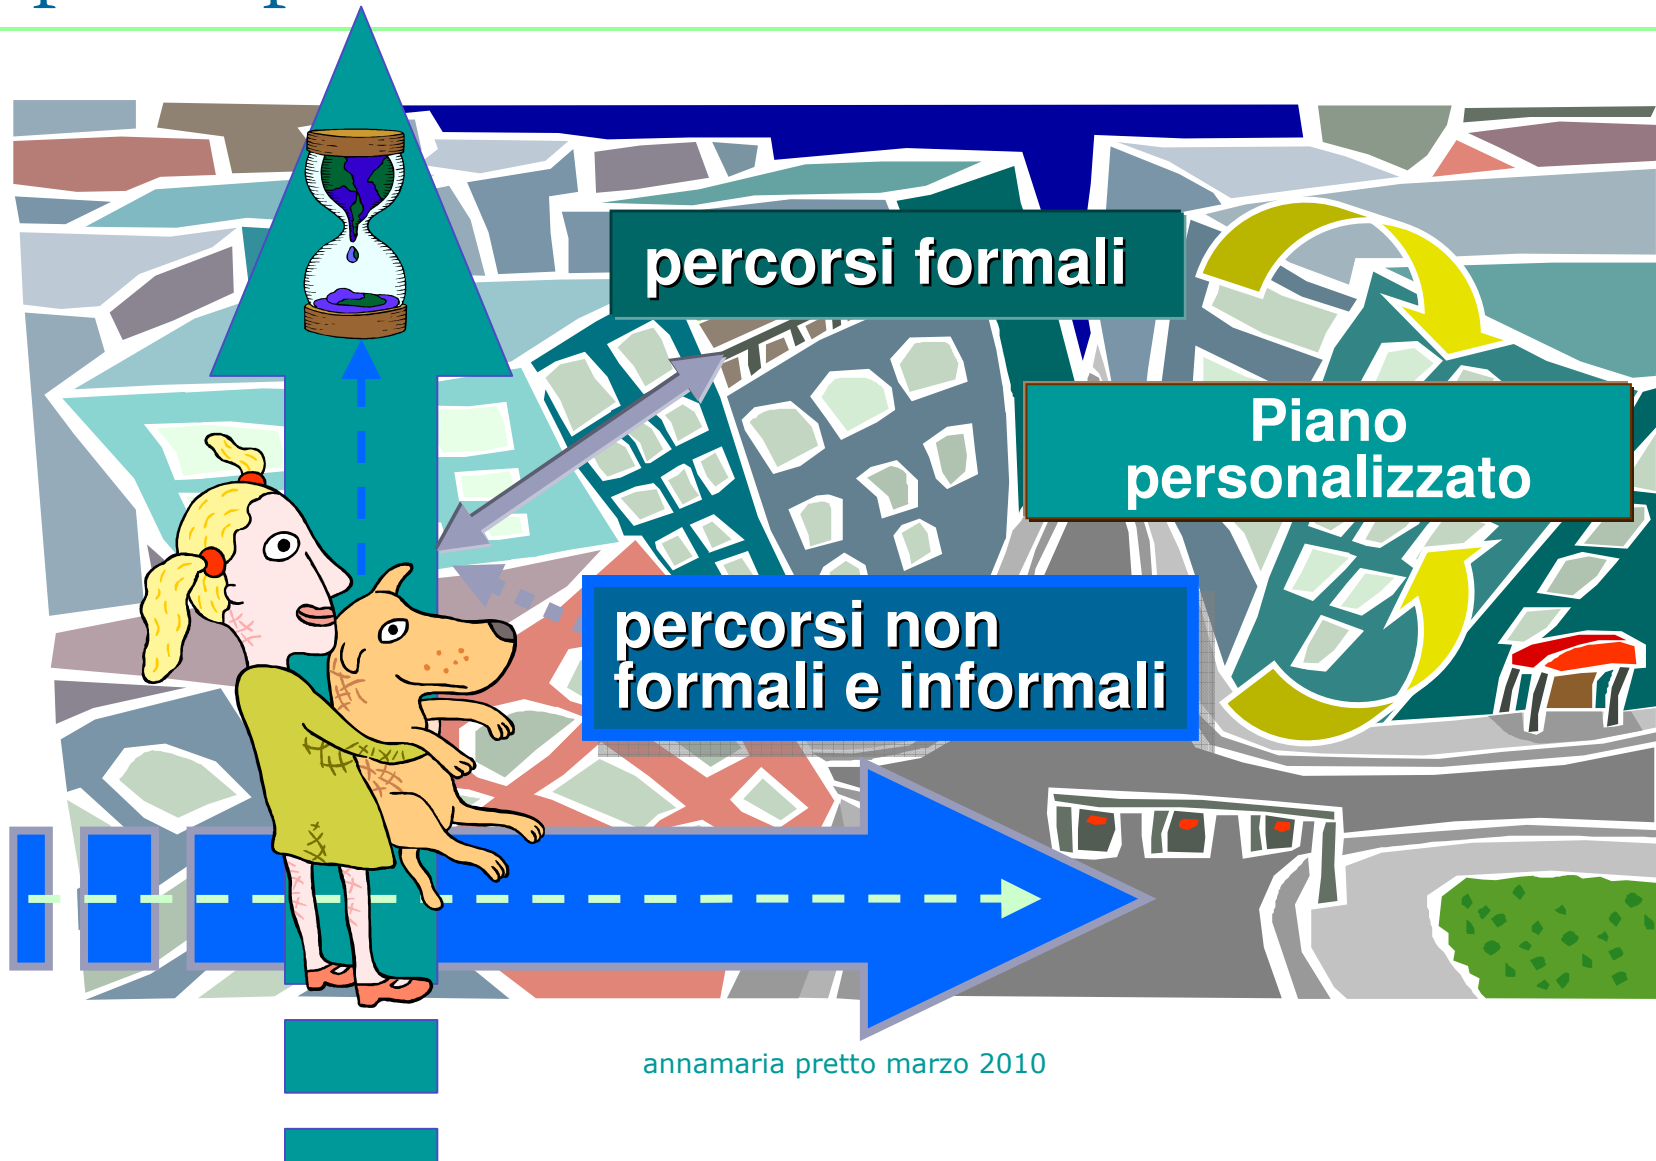 percorsi formali
Piano
personalizzato
percorsi non
formali e informali
annamaria pretto marzo 2010